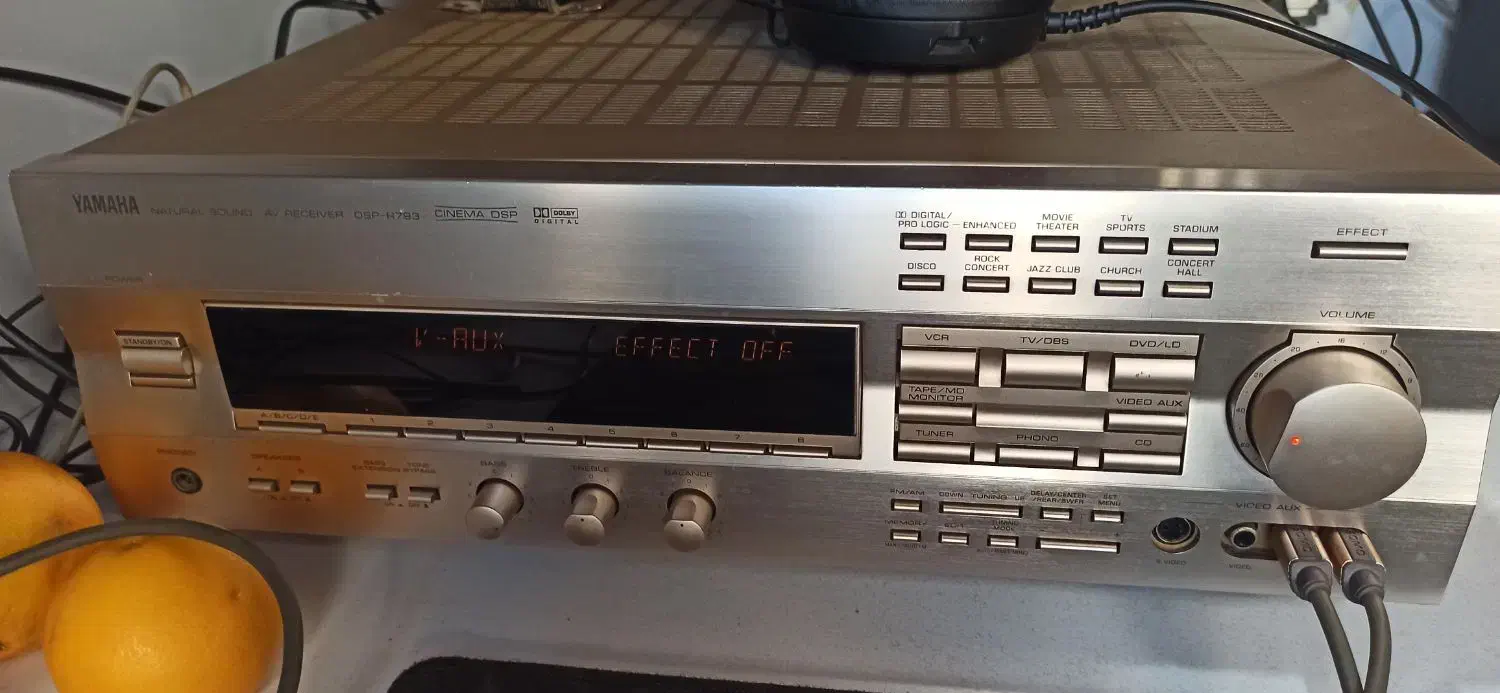 YAMAHA NATURAL SOUND AV RECEIVER DSP-R793 CINEMA DSP DOLBY DIGITAL
DIGITAL/ PRO LOGIC
ENHANCED
MOVIE THEATER
TV SPORTS
STADIUM
EFFECT
DISCO
ROCK CONCERT
JAZZ CLUB
CHURCH
CONCERT HALL
POWER
STANDBY/ON
V-AUX EFFECT OFF
VCR
TV/DBS
DVD/LD
TAPE/MD MONITOR
VIDEO AUX
TUNER
PHONO
CD
VOLUME
20
16
12
A/B/C/D/E 1 2 3 4 5 6 7 8
PHONES
SPEAKERS
A B
BASS EXTENSION
TONE BYPASS
BASS
TREBLE
BALANCE
FM/AM
DOWN TUNING UP
DELAY/CENTER /REAR/SWFR
SET MENU
MEMORY
TUNING MODE
S VIDEO
VIDEO AUX
VIDEO